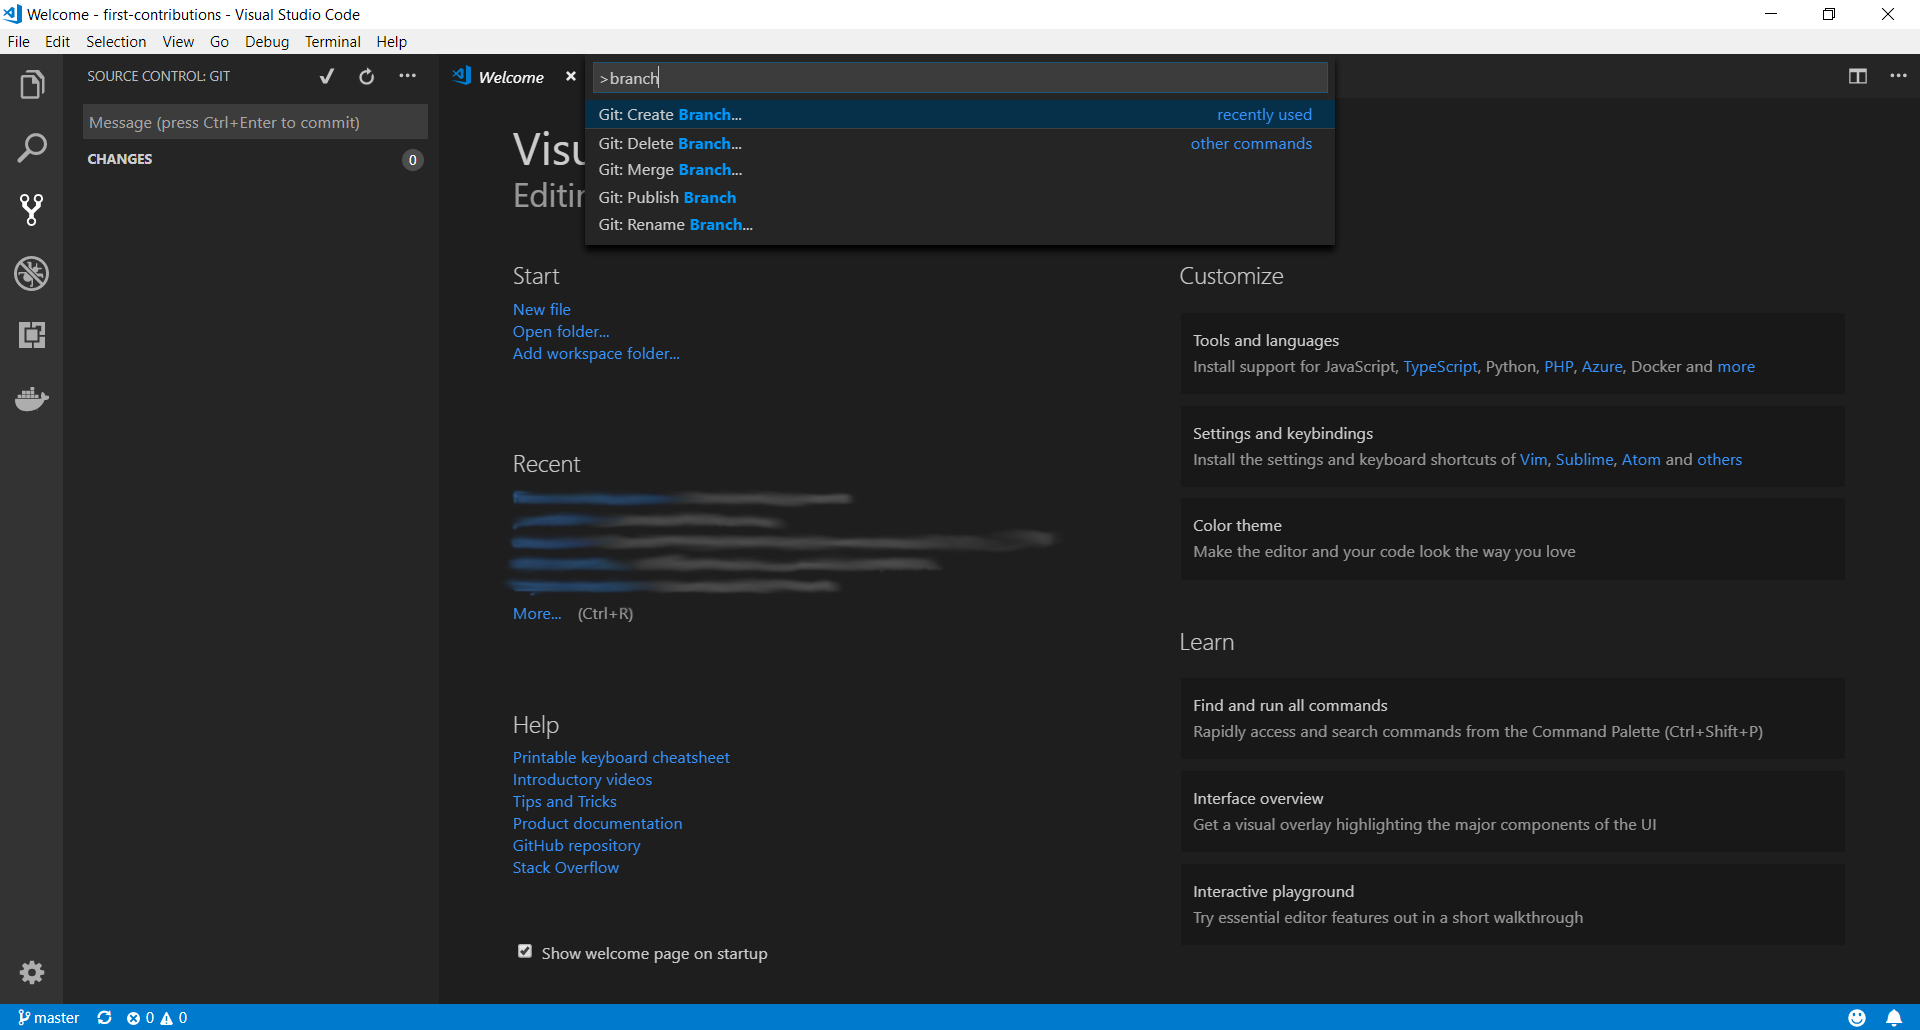 Welcome - first-contributions - Visual Studio Code
File Edit Selection View Go Debug Terminal Help
SOURCE CONTROL: GIT
Message (press Ctrl+Enter to commit)
CHANGES 0
Welcome
>branch
Git: Create Branch... recently used
Git: Delete Branch... other commands
Git: Merge Branch...
Git: Publish Branch
Git: Rename Branch...
Start
New file
Open folder...
Add workspace folder...
Recent
More... (Ctrl+R)
Help
Printable keyboard cheatsheet
Introductory videos
Tips and Tricks
Product documentation
GitHub repository
Stack Overflow
Show welcome page on startup
Customize
Tools and languages
Install support for JavaScript, TypeScript, Python, PHP, Azure, Docker and more
Settings and keybindings
Install the settings and keyboard shortcuts of Vim, Sublime, Atom and others
Color theme
Make the editor and your code look the way you love
Learn
Find and run all commands
Rapidly access and search commands from the Command Palette (Ctrl+Shift+P)
Interface overview
Get a visual overlay highlighting the major components of the UI
Interactive playground
Try essential editor features out in a short walkthrough
master 0 0